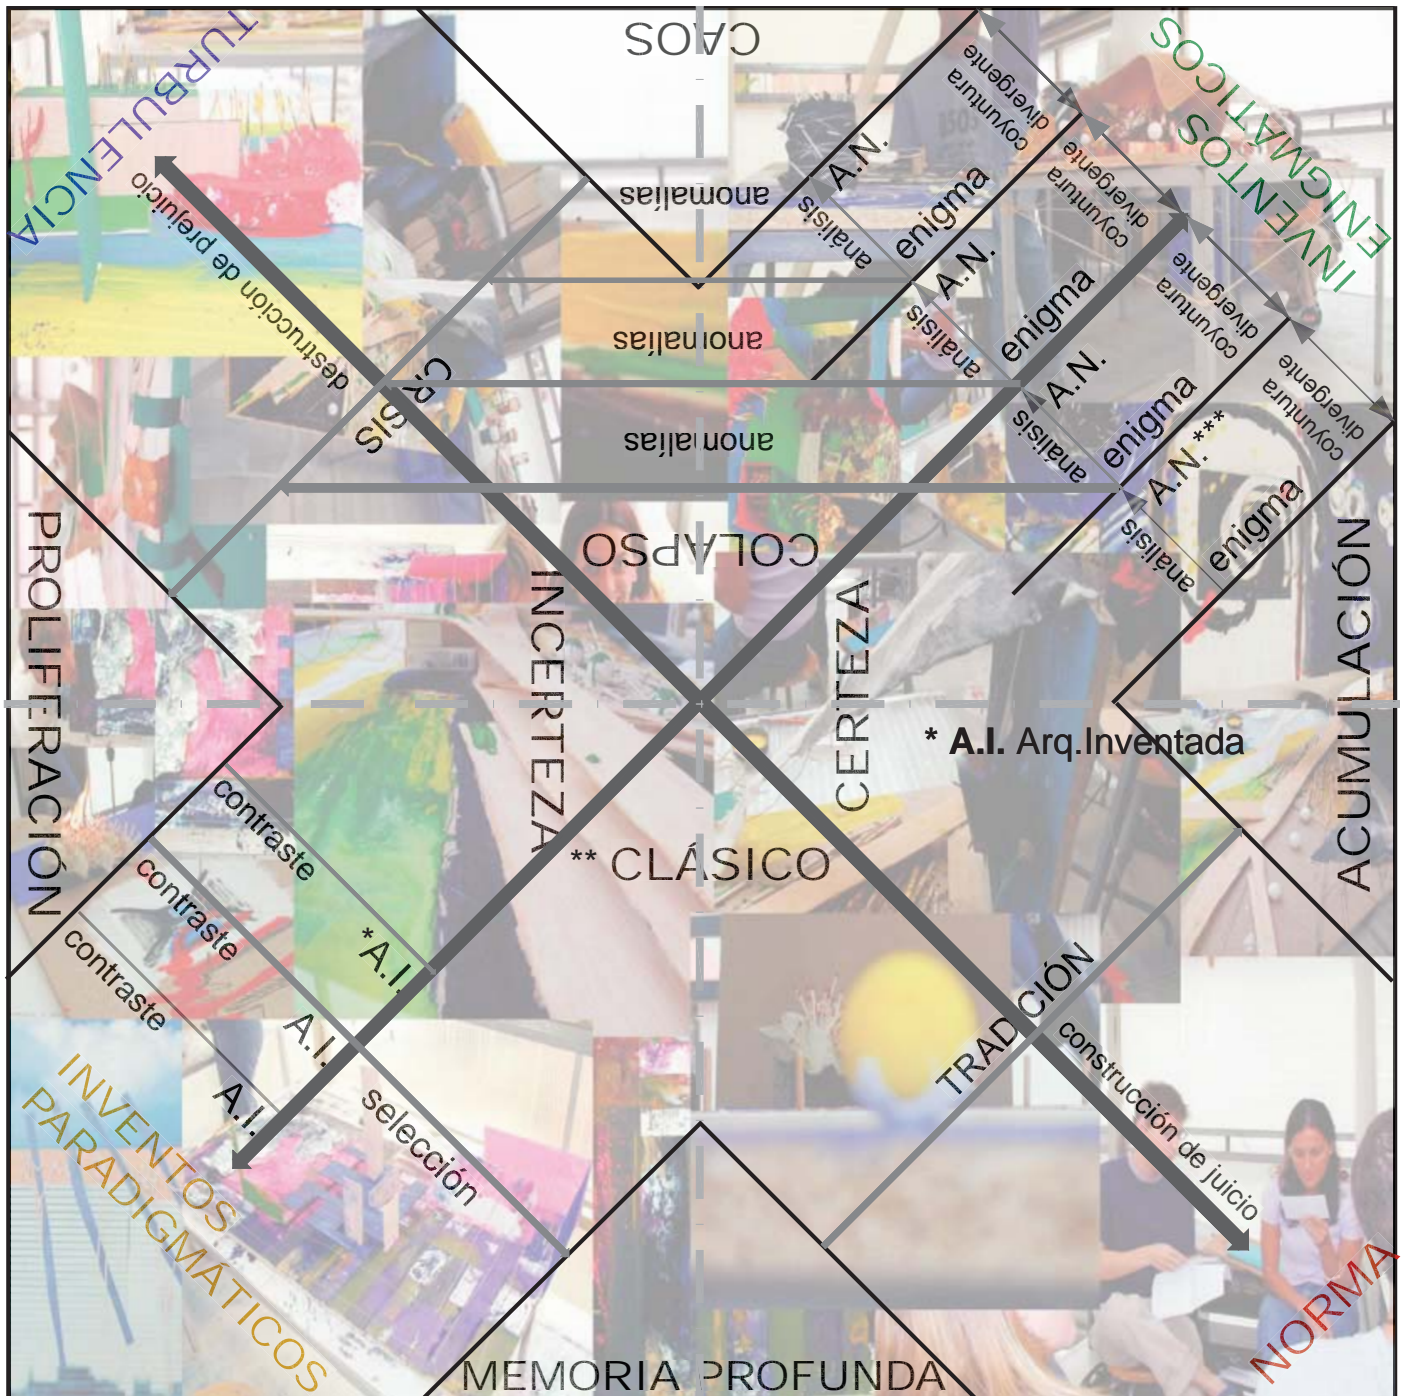 CAOS
TURBULENCIA
destrucción de prejuicio
INVENTOS
ENIGMÁTICOS
coyuntura
divergente
coyuntura
divergente
coyuntura
divergente
coyuntura
divergente
A.N.
enigma
A.N.
enigma
A.N.
enigma
A.N.***
enigma
análisis
análisis
análisis
análisis
anomalías
anomalías
anomalías
CRISIS
COLAPSO
PROLIFERACIÓN
INCERTEZA
CERTEZA
ACUMULACIÓN
* A.I. Arq.Inventada
** CLÁSICO
contraste
contraste
contraste
*A.I.
A.I.
A.I.
selección
INVENTOS
PARADIGMÁTICOS
TRADICIÓN
construcción de juicio
NORMA
MEMORIA PROFUNDA